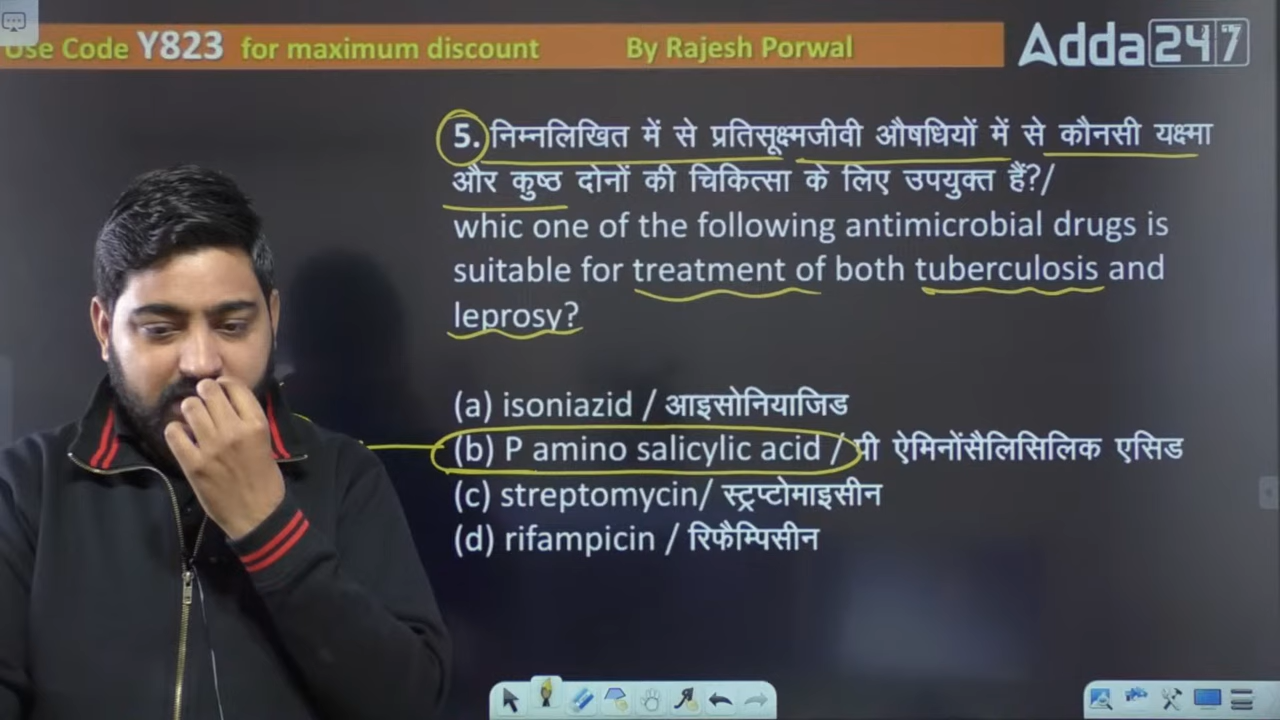 Use Code Y823 for maximum discount By Rajesh Porwal
Adda247
5. निम्नलिखित में से प्रतिसूक्ष्मजीवी औषधियों में से कौनसी यक्ष्मा
और कुष्ठ दोनों की चिकित्सा के लिए उपयुक्त हैं?/
whic one of the following antimicrobial drugs is
suitable for treatment of both tuberculosis and
leprosy?
(a) isoniazid / आइसोनियाजिड
(b) P amino salicylic acid / पी ऐमिनोंसैलिसिलिक एसिड
(c) streptomycin/ स्ट्रप्टोमाइसीन
(d) rifampicin / रिफैम्पिसीन